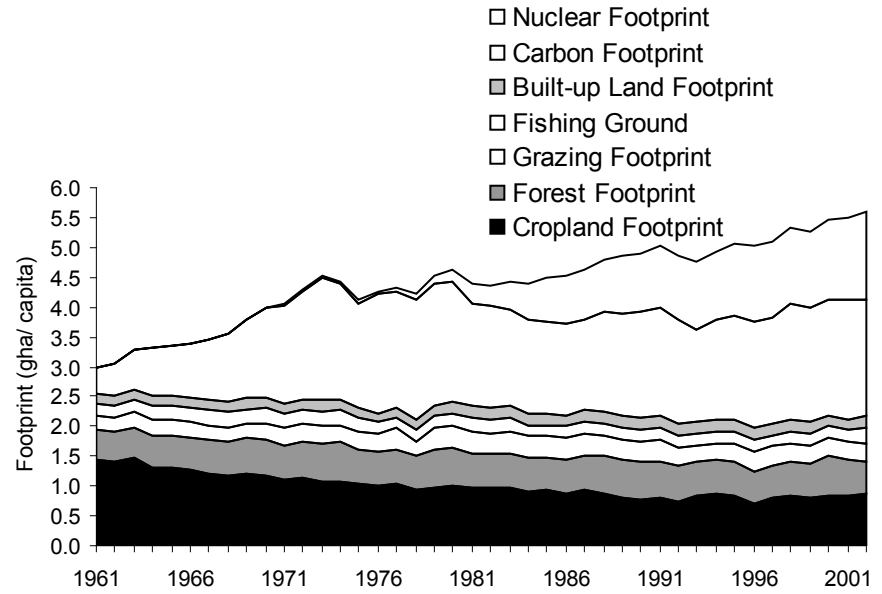 Nuclear Footprint
Carbon Footprint
Built-up Land Footprint
Fishing Ground
Grazing Footprint
Forest Footprint
Cropland Footprint
Footprint (gha/ capita)
6.0
5.5
5.0
4.5
4.0
3.5
3.0
2.5
2.0
1.5
1.0
0.5
0.0
1961 1966 1971 1976 1981 1986 1991 1996 2001